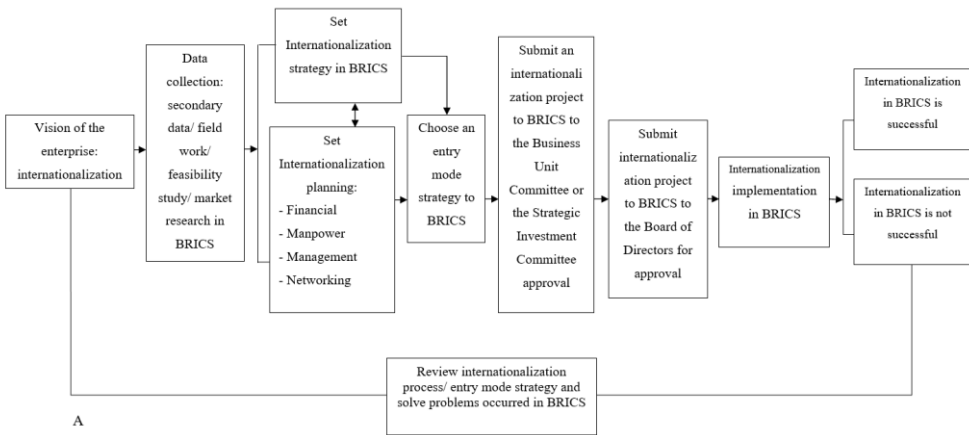 Vision of the
enterprise:
internationalization
Data
collection:
secondary
data/ field
work/
feasibility
study/ market
research in
BRICS
Set
Internationalization
strategy in BRICS
Set
Internationalization
planning:
- Financial
- Manpower
- Management
- Networking
Choose an
entry
mode
strategy to
BRICS
Submit an
internationali
zation project
to BRICS to
the Business
Unit
Committee or
the Strategic
Investment
Committee
approval
Submit
internationaliz
ation project
to BRICS to
the Board of
Directors for
approval
Internationalization
implementation
in BRICS
Internationalization
in BRICS is
successful
Internationalization
in BRICS is not
successful
Review internationalization
process/ entry mode strategy and
solve problems occurred in BRICS
A